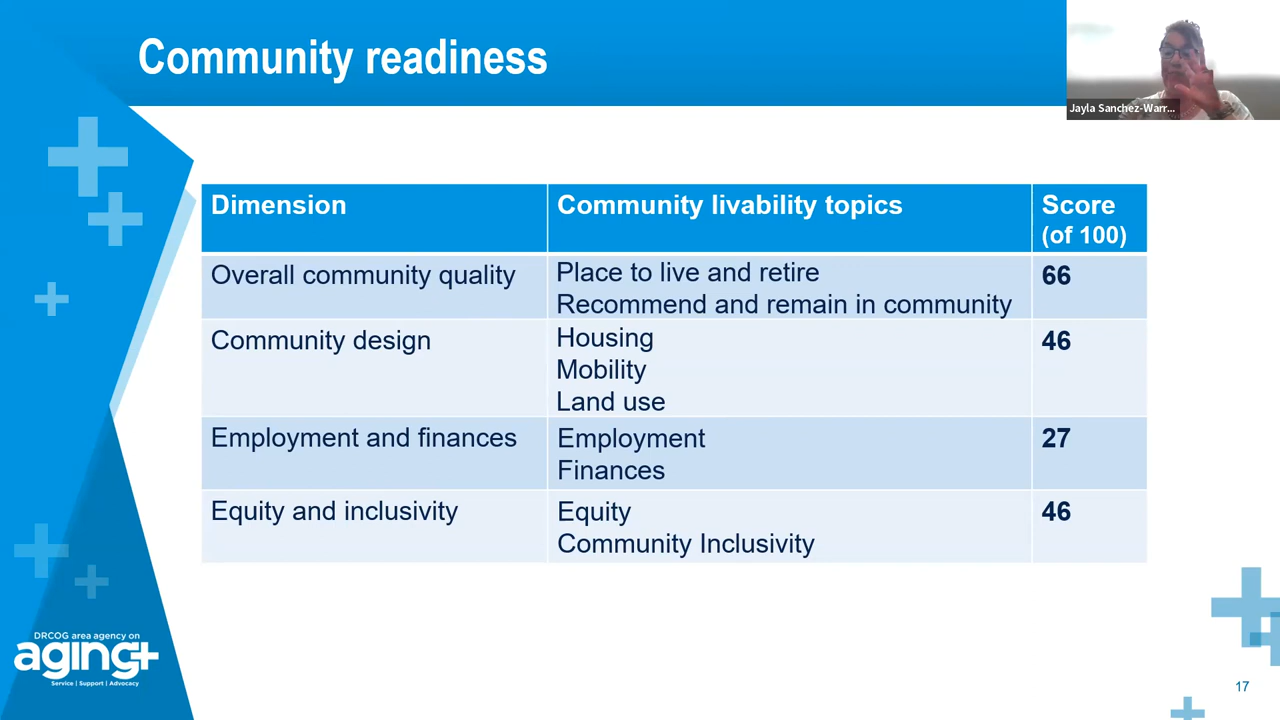 Community readiness
Jayla Sanchez-Warr...
Dimension
Community livability topics
Score
(of 100)
Overall community quality
Place to live and retire
Recommend and remain in community
66
Community design
Housing
Mobility
Land use
46
Employment and finances
Employment
Finances
27
Equity and inclusivity
Equity
Community Inclusivity
46
DRCOG area agency on
aging+
Service | Support | Advocacy
17